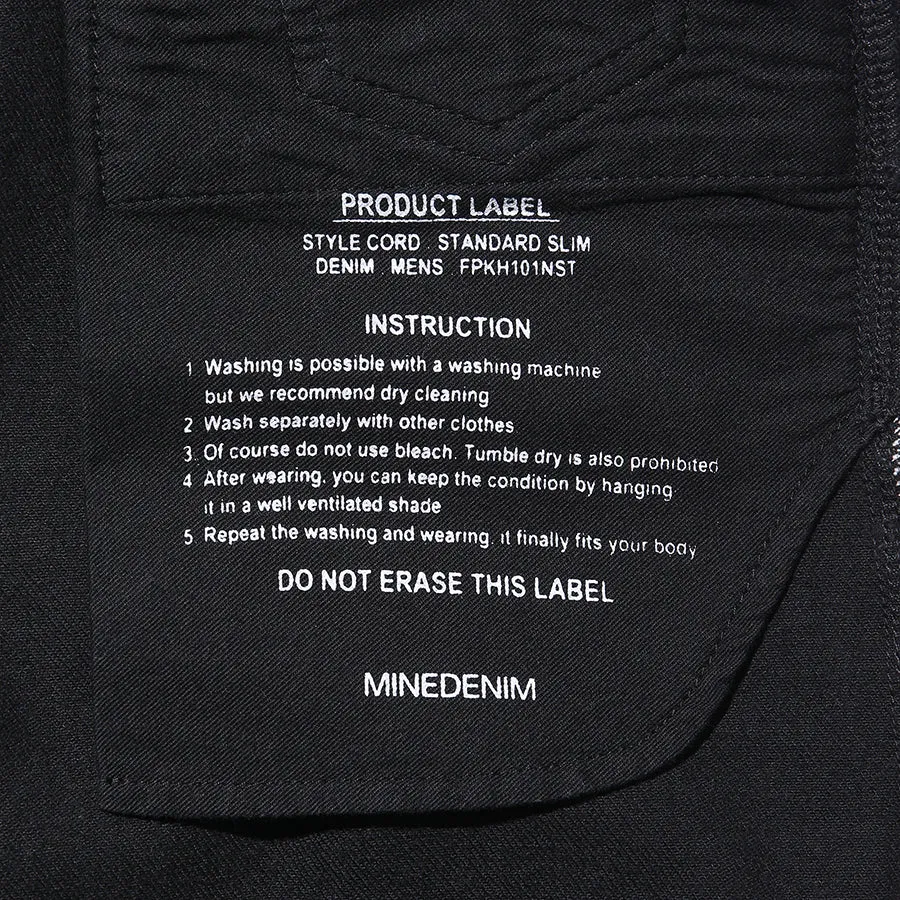 PRODUCT LABEL
STYLE CORD . STANDARD SLIM
DENIM . MENS . FPKH101NST
INSTRUCTION
1 Washing is possible with a washing machine
but we recommend dry cleaning
2 Wash separately with other clothes
3 Of course do not use bleach. Tumble dry is also prohibited
4 After wearing, you can keep the condition by hanging
it in a well ventilated shade
5 Repeat the washing and wearing. it finally fits your body
DO NOT ERASE THIS LABEL
MINEDENIM